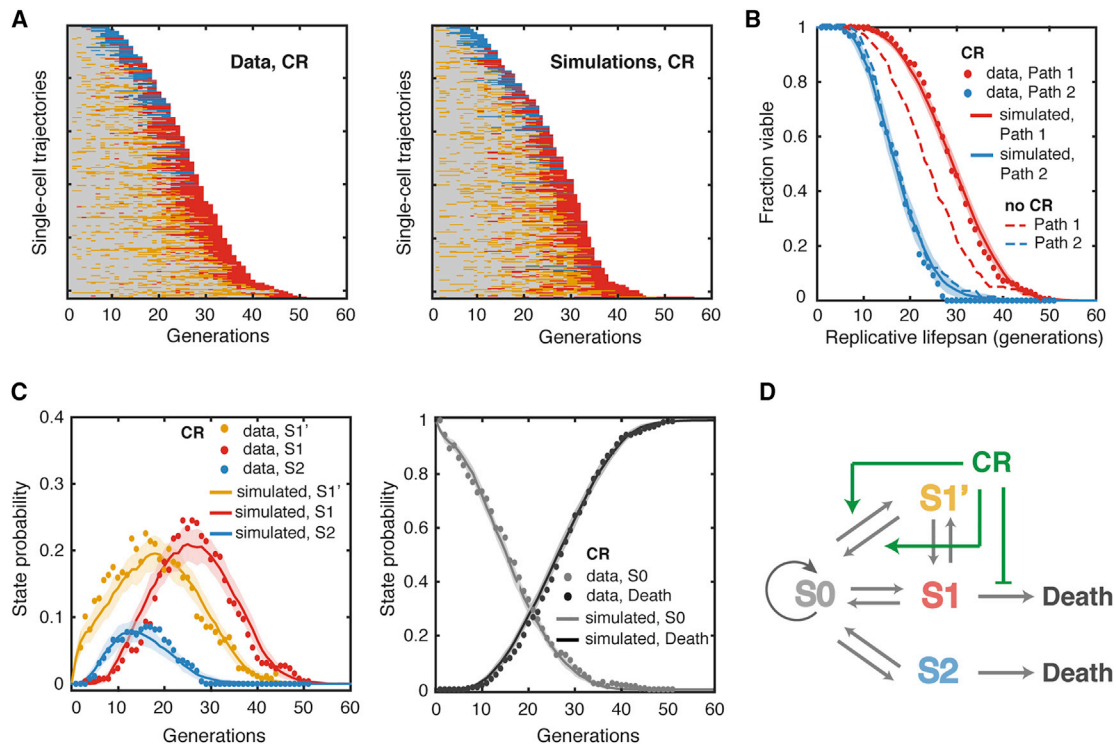 A
Data, CR
Single-cell trajectories
0 10 20 30 40 50 60
Generations
Simulations, CR
Single-cell trajectories
0 10 20 30 40 50 60
Generations
B
1
0.8
0.6
0.4
0.2
0
Fraction viable
CR
data, Path 1
data, Path 2
simulated,
Path 1
simulated,
Path 2
no CR
Path 1
Path 2
0 10 20 30 40 50 60
Replicative lifepsan (generations)
C
0.4
0.3
0.2
0.1
0
State probability
CR
data, S1'
data, S1
data, S2
simulated, S1'
simulated, S1
simulated, S2
0 10 20 30 40 50 60
Generations
1
0.8
0.6
0.4
0.2
0
State probability
CR
data, S0
data, Death
simulated, S0
simulated, Death
0 10 20 30 40 50 60
Generations
D
CR
S1'
S0
S1
Death
S2
Death